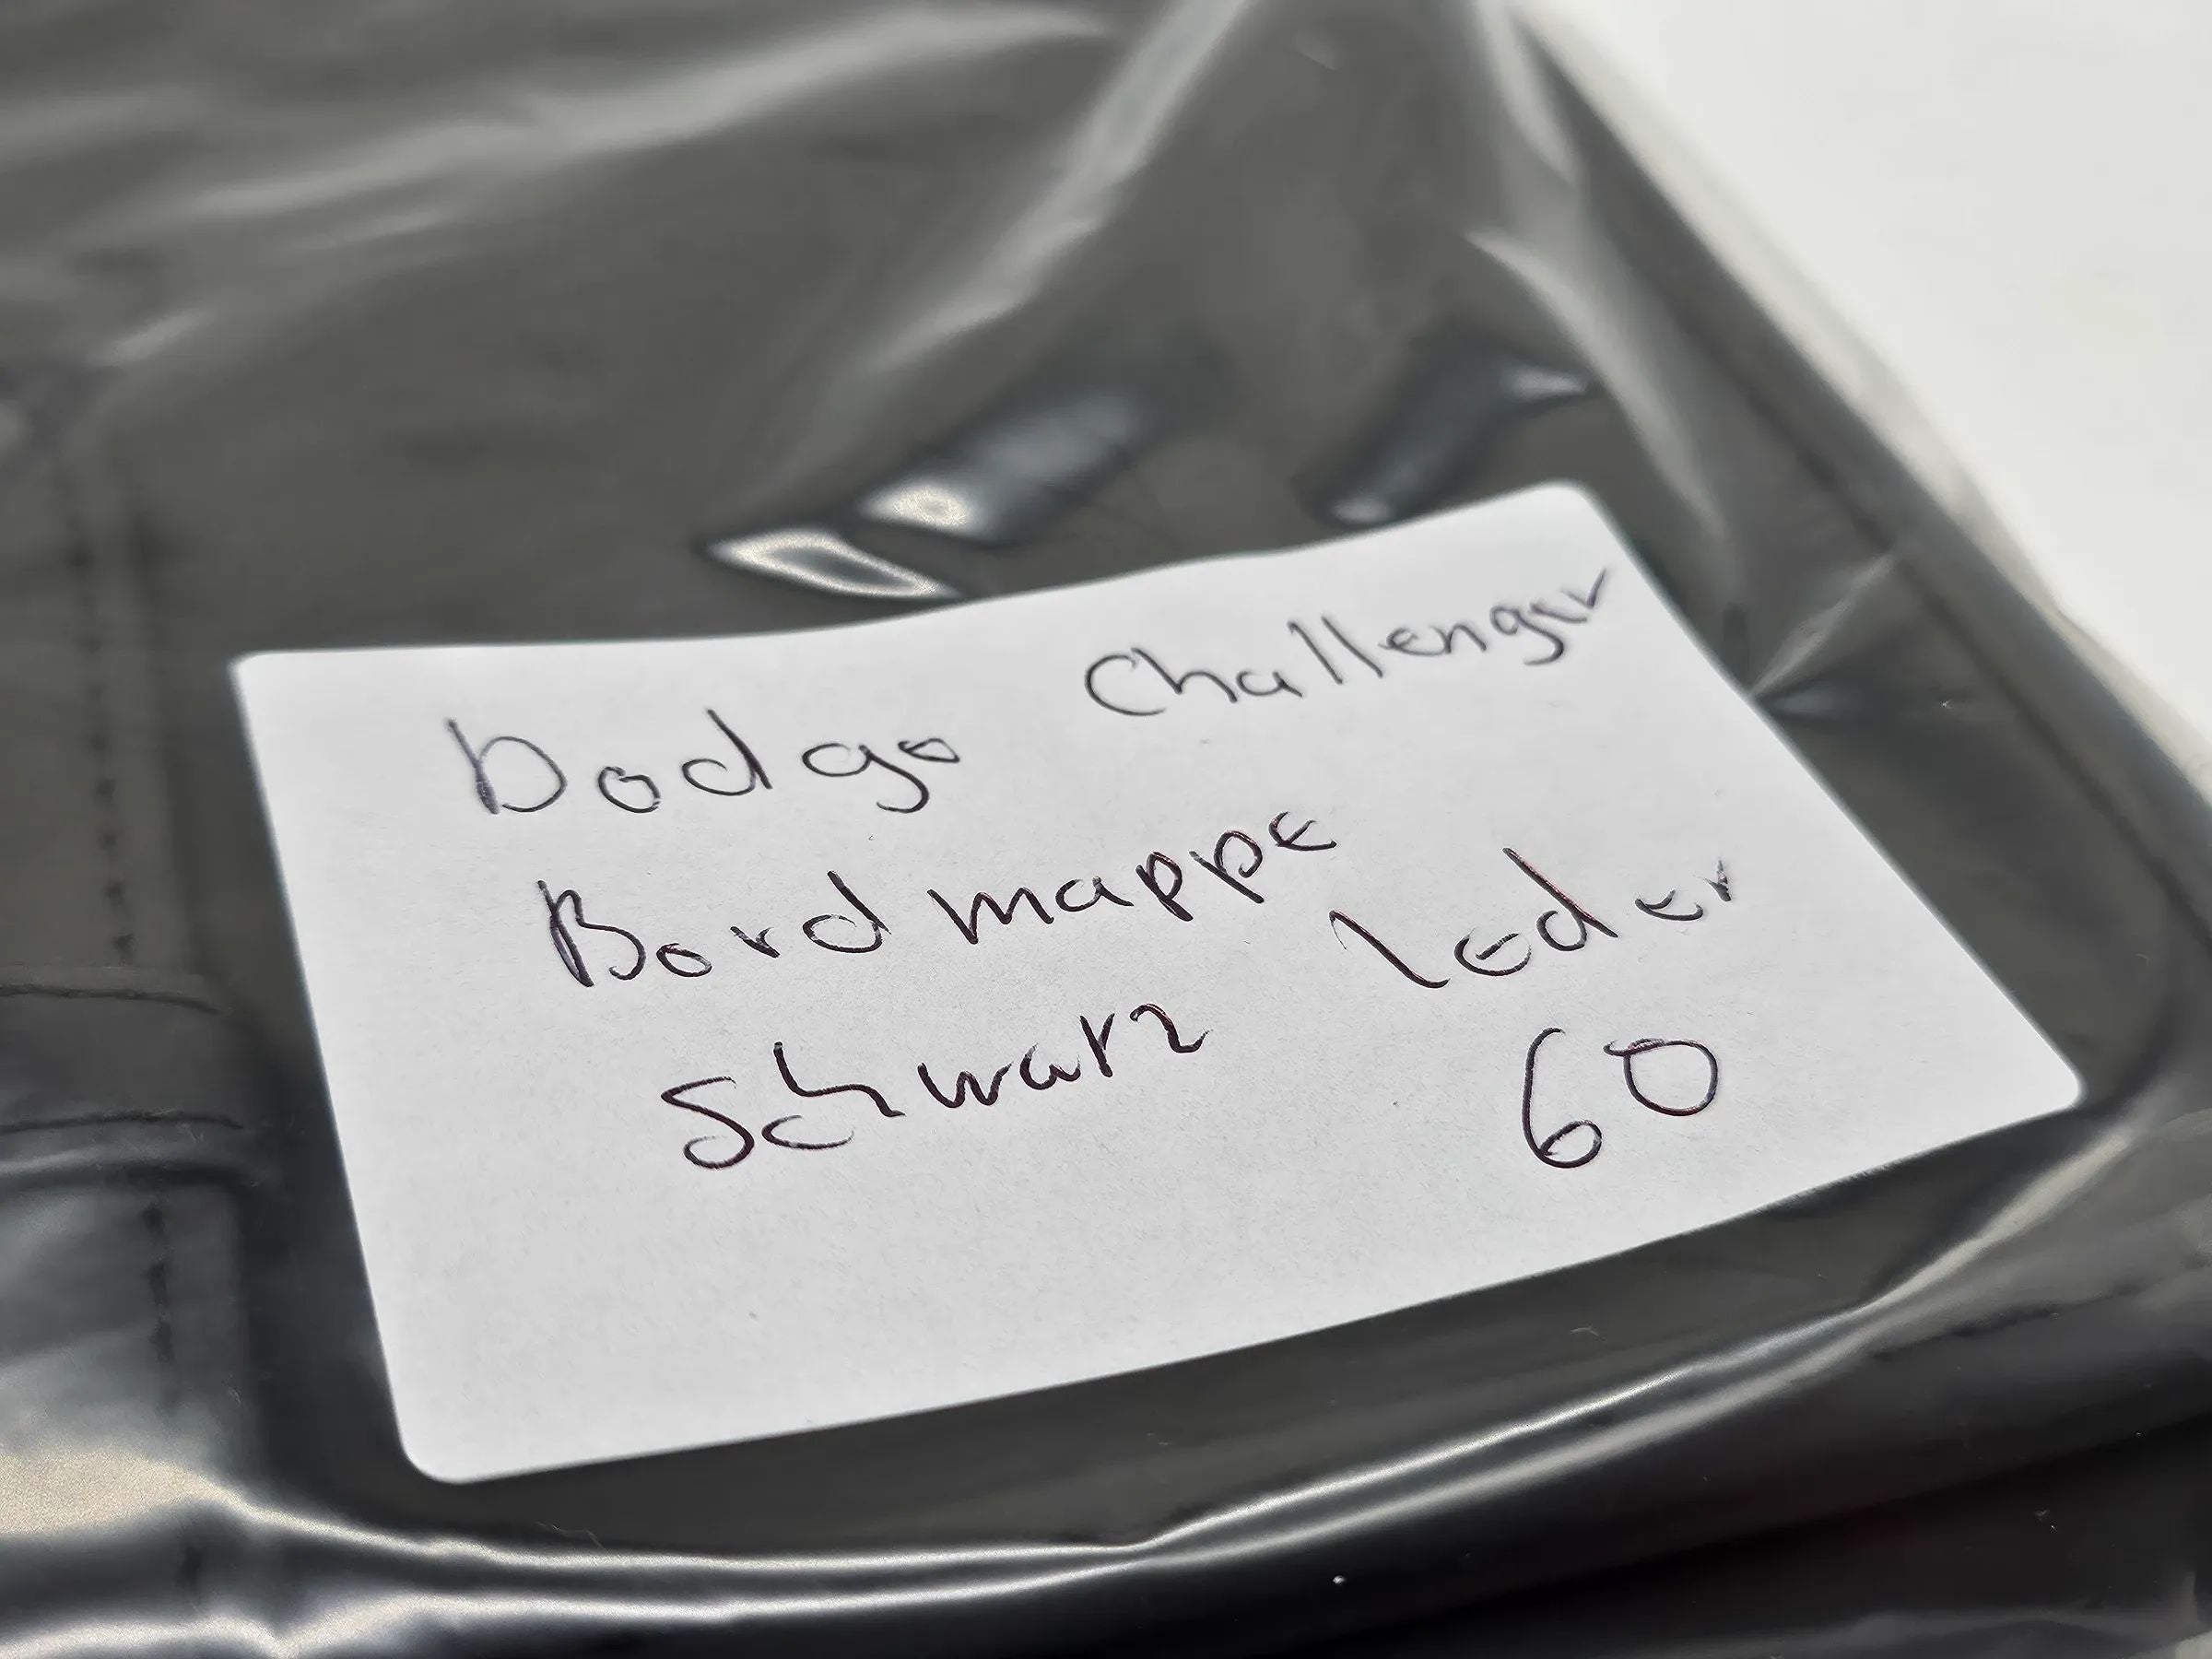 Dodge Challenger
Bordmappe Leder
Schwarz 60